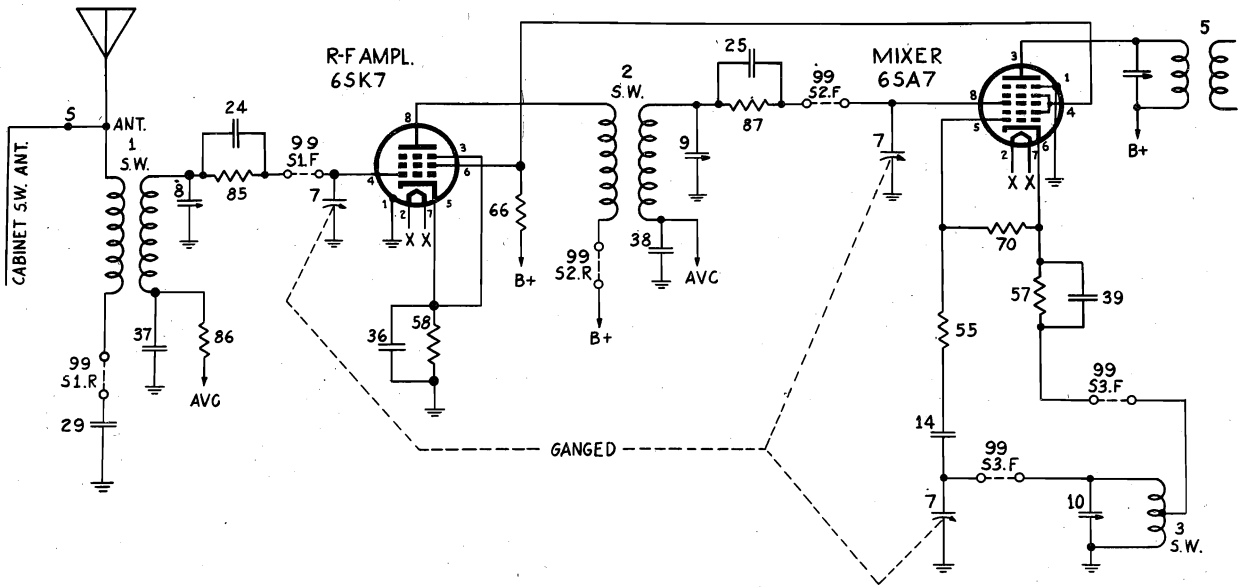 R-F AMPL.
6SK7
MIXER
6SA7
5
25
2
S.W.
99
S2.F
3
1
8
4
5
2
7
6
X X
B+
S
ANT.
1
S.W.
24
99
S1.F
8
85
7
CABINET S.W. ANT.
8
3
6
4
1
2
7
5
X X
66
B+
87
9
7
38
AVC
99
S2.R
B+
70
57
39
37
86
AVC
36
58
55
99
S1.R
29
99
S3.F
14
GANGED
99
S3.F
7
10
3
S.W.